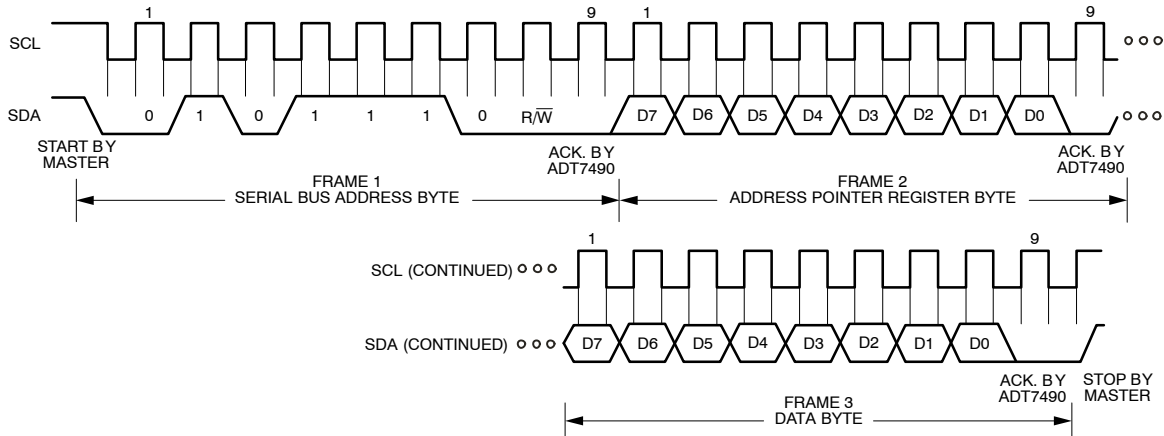 1 9 1 9
SCL
SDA 0 1 0 1 1 1 0 R/W̅ D7 D6 D5 D4 D3 D2 D1 D0
START BY MASTER
ACK. BY ADT7490
ACK. BY ADT7490
FRAME 1
SERIAL BUS ADDRESS BYTE
FRAME 2
ADDRESS POINTER REGISTER BYTE
1 9
SCL (CONTINUED)
SDA (CONTINUED) D7 D6 D5 D4 D3 D2 D1 D0
ACK. BY ADT7490
STOP BY MASTER
FRAME 3
DATA BYTE